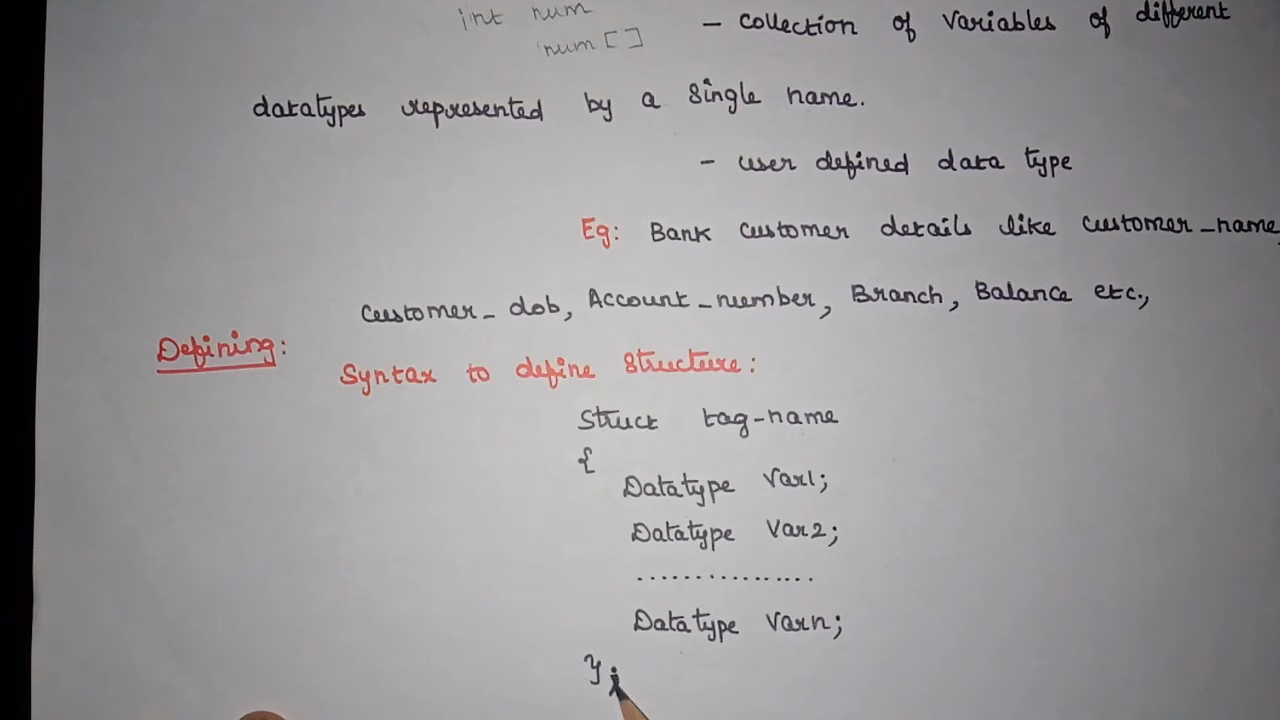 int num
num [ ]
- collection of variables of different
datatypes represented by a single name.
- user defined data type
Eg: Bank customer details like customer_name
customer_dob, Account_number, Branch, Balance etc.,
Defining:
Syntax to define structure:
Struct tag-name
{
Datatype Var1;
Datatype Var2;
...............
Datatype Varn;
};